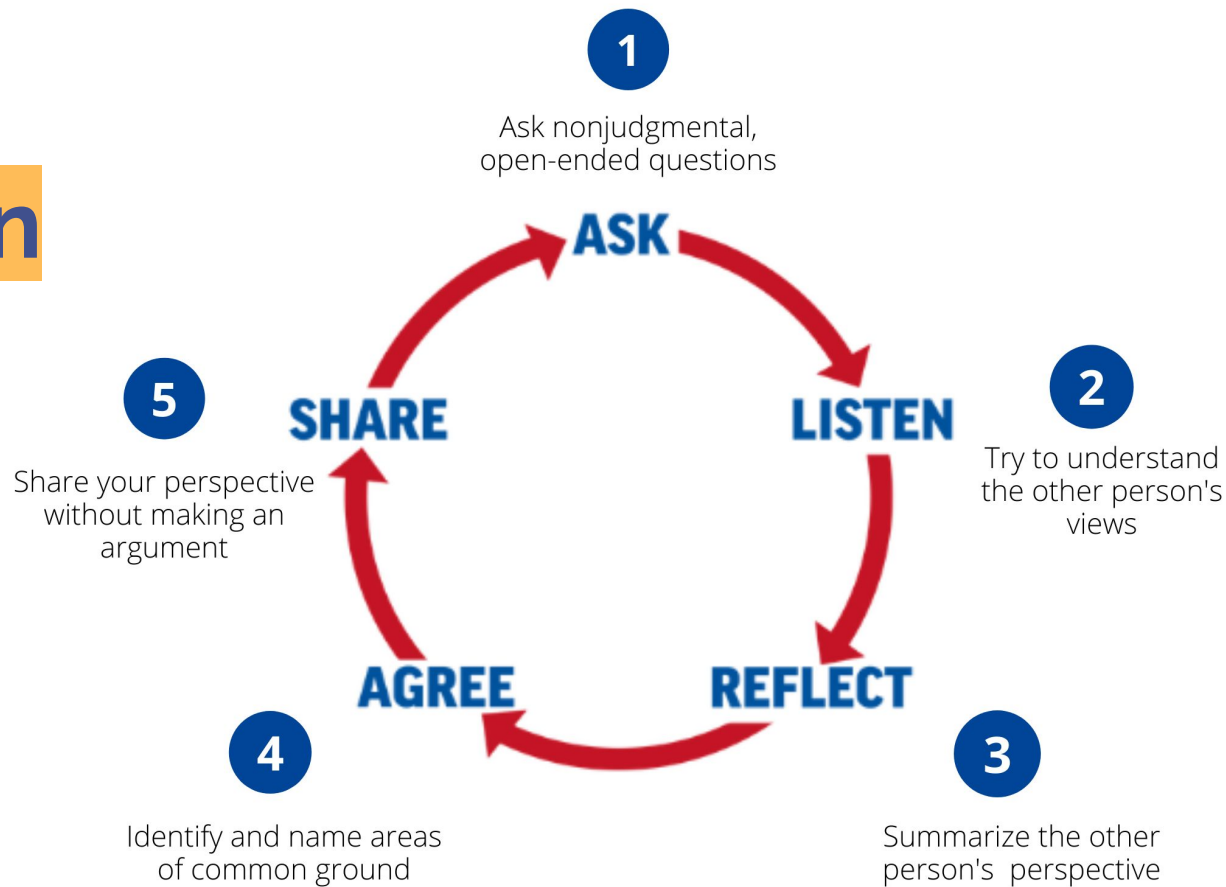 1
Ask nonjudgmental,
open-ended questions
n
ASK
5
SHARE
LISTEN
2
Share your perspective
without making an
argument
Try to understand
the other person's
views
AGREE
REFLECT
4
3
Identify and name areas
of common ground
Summarize the other
person's  perspective